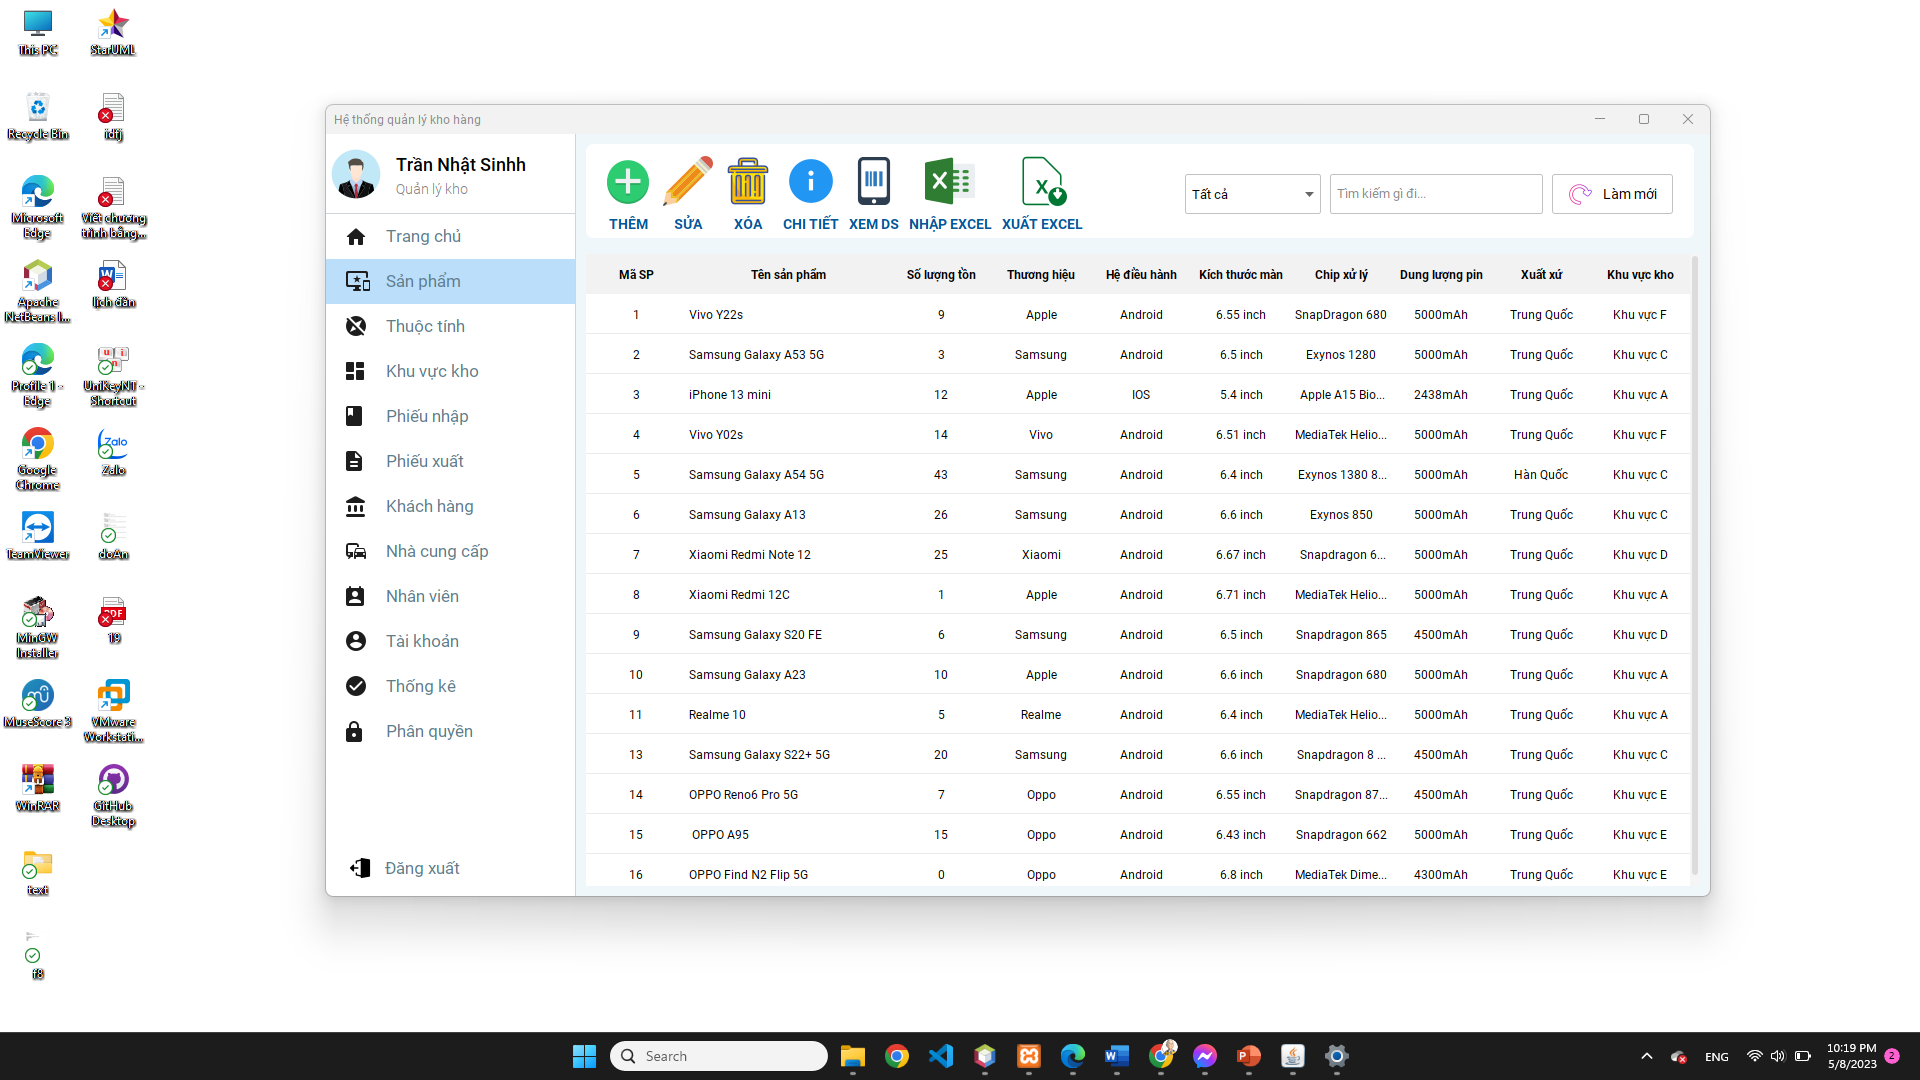 This PC
StarUML
Recycle Bin
idfj
Microsoft Edge
Viết chương trình bằng...
Apache NetBeans I...
lịch dân
Profile 1 - Edge
UniKeyNT - Shortcut
Google Chrome
Zalo
TeamViewer
doAn
MinGW Installer
19
MuseScore 3
VMware Workstati...
WinRAR
GitHub Desktop
text
f8
Hệ thống quản lý kho hàng
Trần Nhật Sinhh
Quản lý kho
Trang chủ
Sản phẩm
Thuộc tính
Khu vực kho
Phiếu nhập
Phiếu xuất
Khách hàng
Nhà cung cấp
Nhân viên
Tài khoản
Thống kê
Phân quyền
Đăng xuất
THÊM SỬA XÓA CHI TIẾT XEM DS NHẬP EXCEL XUẤT EXCEL
Tất cả Tìm kiếm gì đi... Làm mới
Mã SP Tên sản phẩm Số lượng tồn Thương hiệu Hệ điều hành Kích thước màn Chip xử lý Dung lượng pin Xuất xứ Khu vực kho
1 Vivo Y22s 9 Apple Android 6.55 inch SnapDragon 680 5000mAh Trung Quốc Khu vực F
2 Samsung Galaxy A53 5G 3 Samsung Android 6.5 inch Exynos 1280 5000mAh Trung Quốc Khu vực C
3 iPhone 13 mini 12 Apple IOS 5.4 inch Apple A15 Bio... 2438mAh Trung Quốc Khu vực A
4 Vivo Y02s 14 Vivo Android 6.51 inch MediaTek Helio... 5000mAh Trung Quốc Khu vực F
5 Samsung Galaxy A54 5G 43 Samsung Android 6.4 inch Exynos 1380 8... 5000mAh Hàn Quốc Khu vực C
6 Samsung Galaxy A13 26 Samsung Android 6.6 inch Exynos 850 5000mAh Trung Quốc Khu vực C
7 Xiaomi Redmi Note 12 25 Xiaomi Android 6.67 inch Snapdragon 6... 5000mAh Trung Quốc Khu vực D
8 Xiaomi Redmi 12C 1 Apple Android 6.71 inch MediaTek Helio... 5000mAh Trung Quốc Khu vực A
9 Samsung Galaxy S20 FE 6 Samsung Android 6.5 inch Snapdragon 865 4500mAh Trung Quốc Khu vực D
10 Samsung Galaxy A23 10 Apple Android 6.6 inch Snapdragon 680 5000mAh Trung Quốc Khu vực A
11 Realme 10 5 Realme Android 6.4 inch MediaTek Helio... 5000mAh Trung Quốc Khu vực A
13 Samsung Galaxy S22+ 5G 20 Samsung Android 6.6 inch Snapdragon 8 ... 4500mAh Trung Quốc Khu vực C
14 OPPO Reno6 Pro 5G 7 Oppo Android 6.55 inch Snapdragon 87... 4500mAh Trung Quốc Khu vực E
15 OPPO A95 15 Oppo Android 6.43 inch Snapdragon 662 5000mAh Trung Quốc Khu vực E
16 OPPO Find N2 Flip 5G 0 Oppo Android 6.8 inch MediaTek Dime... 4300mAh Trung Quốc Khu vực E
Search
ENG
10:19 PM
5/8/2023
2